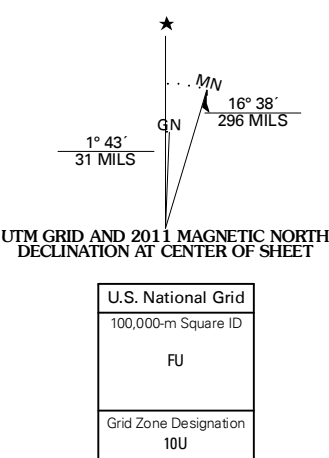 ★
MN
16° 38´
296 MILS
GN
1° 43´
31 MILS
UTM GRID AND 2011 MAGNETIC NORTH
DECLINATION AT CENTER OF SHEET
U.S. National Grid
100,000-m Square ID
FU
Grid Zone Designation
10U